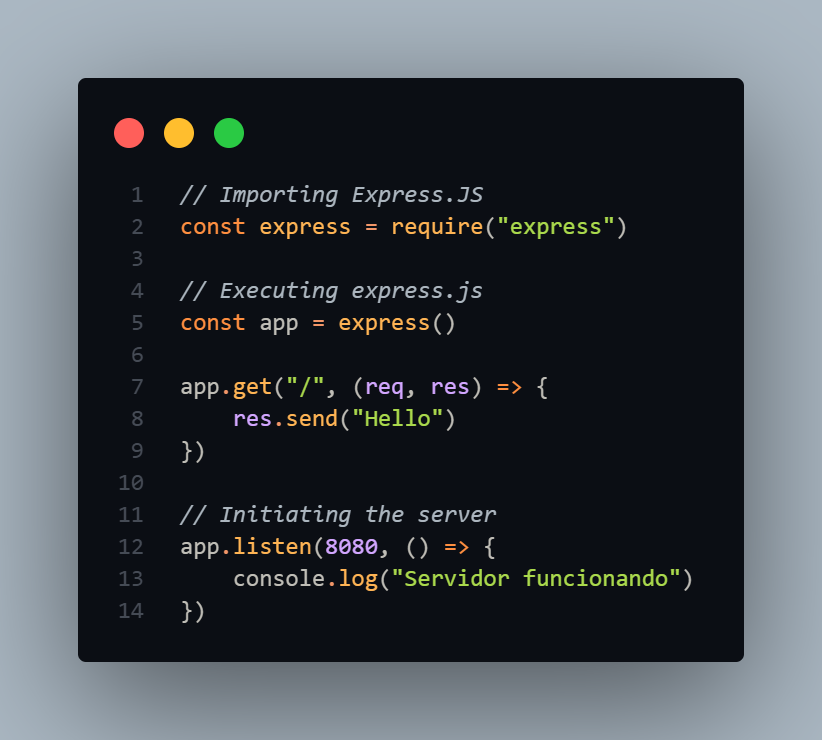 1 // Importing Express.JS
2 const express = require("express")
3
4 // Executing express.js
5 const app = express()
6
7 app.get("/", (req, res) => {
8     res.send("Hello")
9 })
10
11 // Initiating the server
12 app.listen(8080, () => {
13     console.log("Servidor funcionando")
14 })